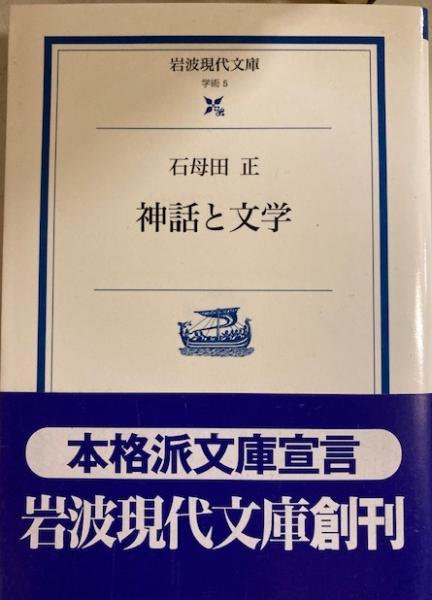 岩波現代文庫
学術 5
石母田 正
神話と文学
本格派文庫宣言
岩波現代文庫創刊